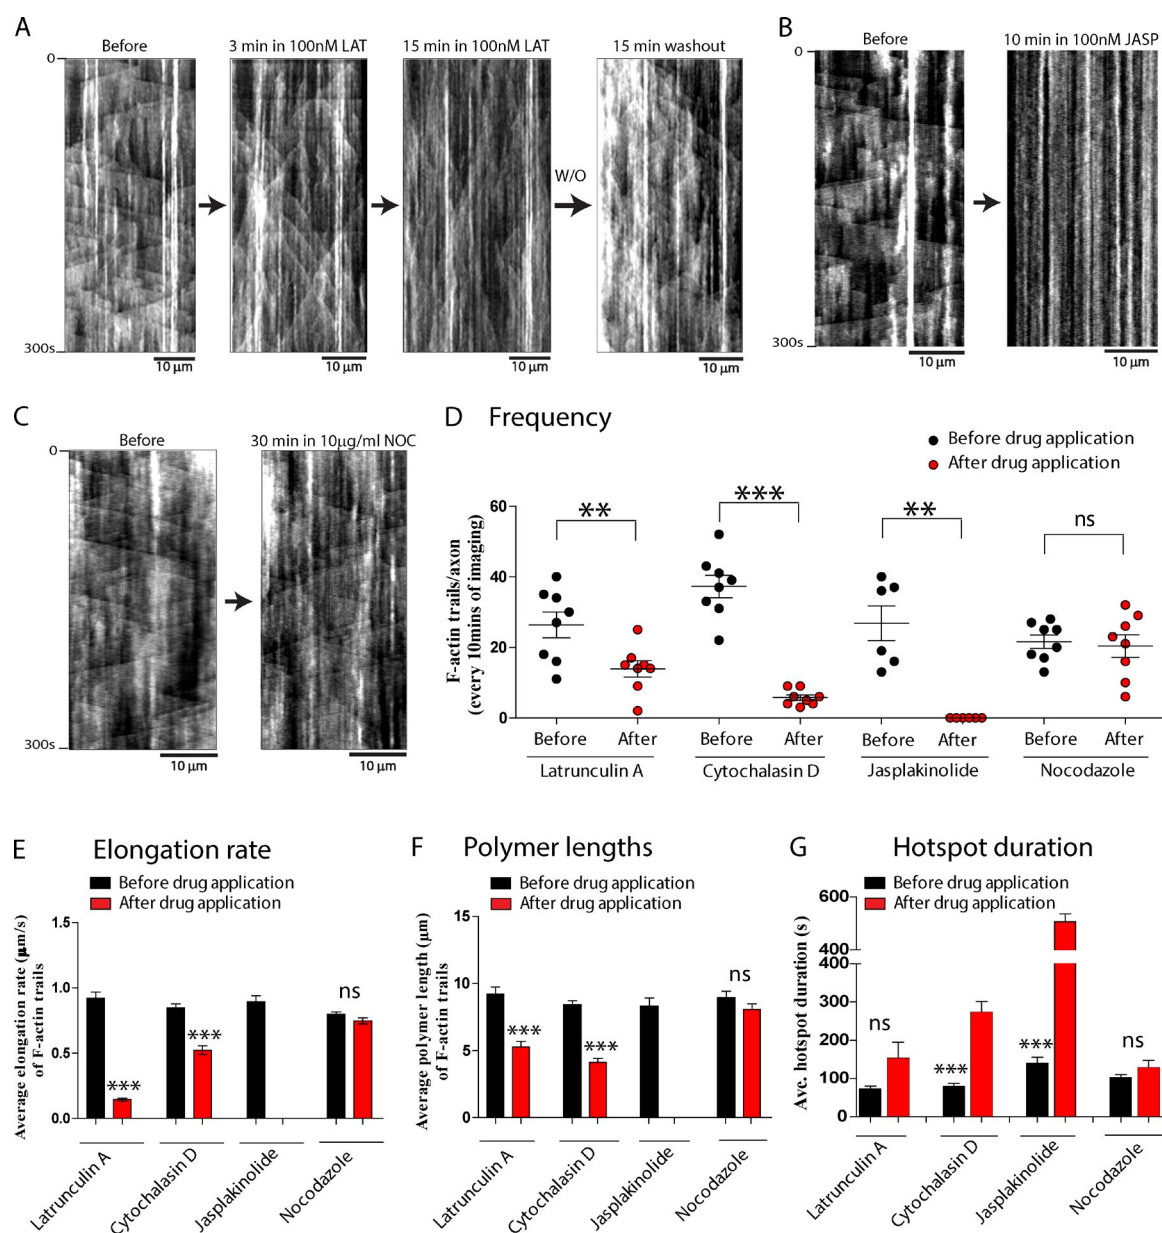 A
Before
3 min in 100nM LAT
15 min in 100nM LAT
15 min washout
0
W/O
300s
10 μm
10 μm
10 μm
10 μm
B
Before
10 min in 100nM JASP
0
300s
10 μm
10 μm
C
Before
30 min in 10μg/ml NOC
0
300s
10 μm
10 μm
D Frequency
Before drug application
After drug application
F-actin trails/axon
(every 10mins of imaging)
60
40
20
0
**
***
**
ns
Before After Before After Before After Before After
Latrunculin A Cytochalasin D Jasplakinolide Nocodazole
E Elongation rate
Before drug application
After drug application
Average elongation rate (μm/s)
of F-actin trails
1.5
1.0
0.5
0.0
***
***
ns
Latrunculin A
Cytochalasin D
Jasplakinolide
Nocodazole
F Polymer lengths
Before drug application
After drug application
Average polymer length (μm)
of F-actin trails
15
10
5
0
***
***
ns
Latrunculin A
Cytochalasin D
Jasplakinolide
Nocodazole
G Hotspot duration
Before drug application
After drug application
Ave. hotspot duration (s)
600
400
400
300
200
100
0
ns
***
***
ns
Latrunculin A
Cytochalasin D
Jasplakinolide
Nocodazole